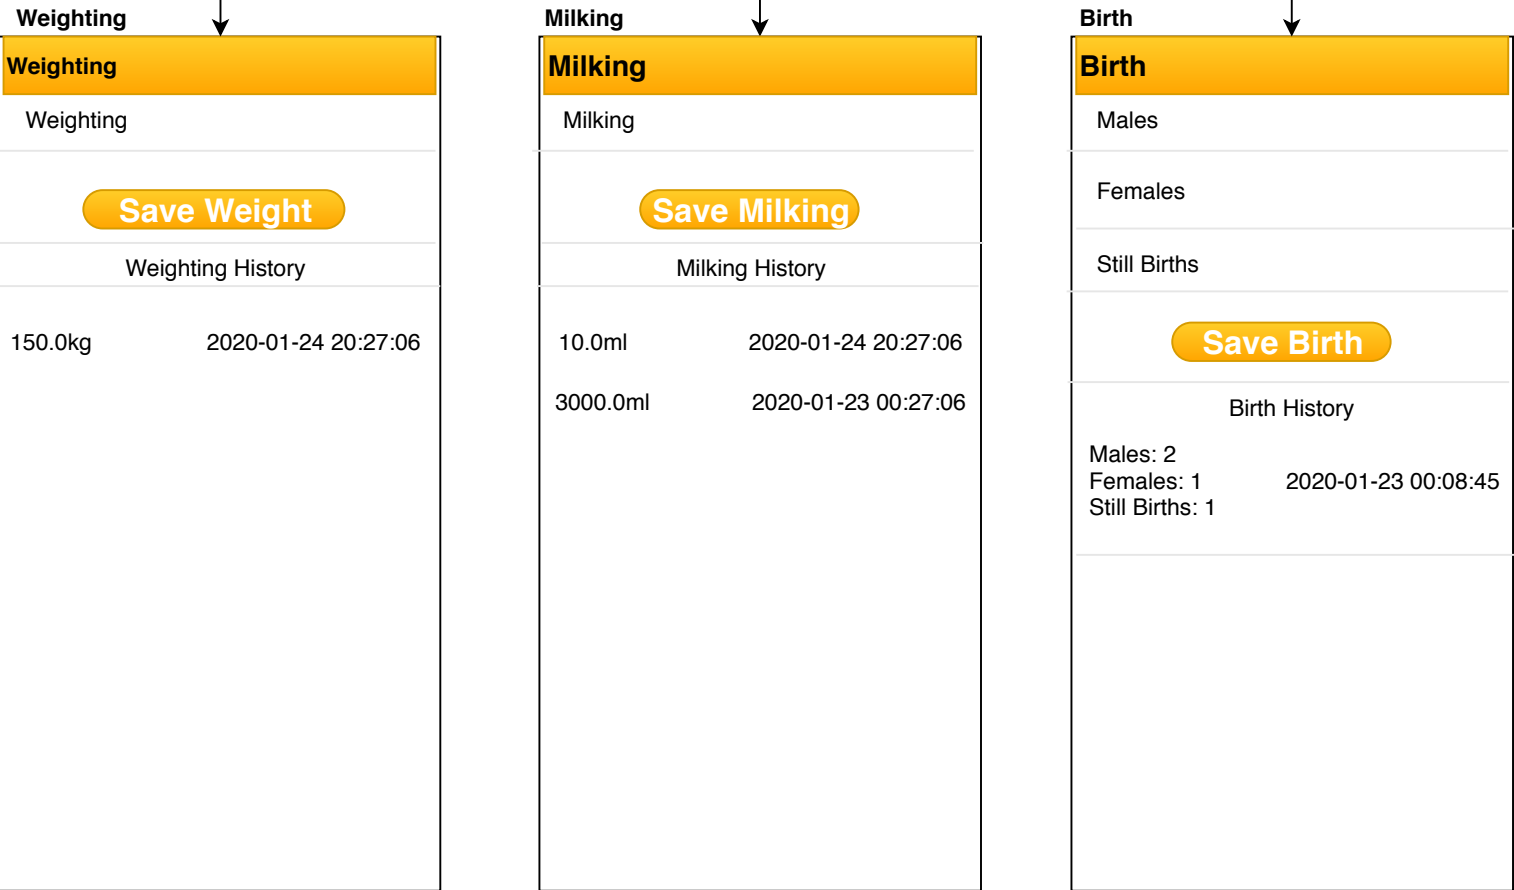 Weighting
Weighting
Weighting
Save Weight
Weighting History
150.0kg 2020-01-24 20:27:06
Milking
Milking
Milking
Save Milking
Milking History
10.0ml 2020-01-24 20:27:06
3000.0ml 2020-01-23 00:27:06
Birth
Birth
Males
Females
Still Births
Save Birth
Birth History
Males: 2
Females: 1 2020-01-23 00:08:45
Still Births: 1